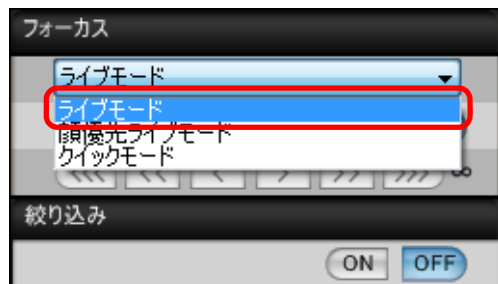 フォーカス
ライブモード
ライブモード
顔優先ライブモード
クイックモード
<<< << < > >> >>> ∞
絞り込み
ON OFF